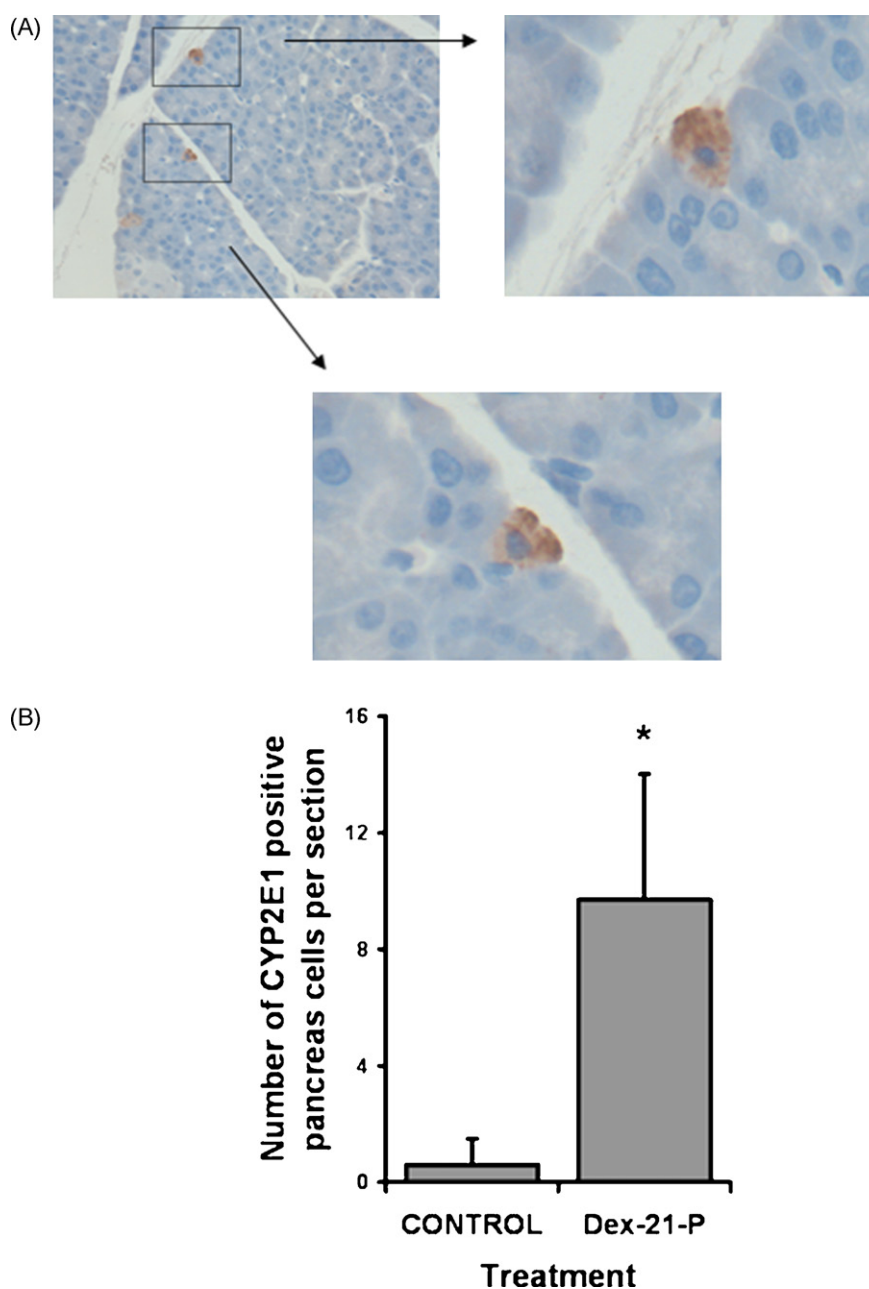 (A)
(B)
Number of CYP2E1 positive
pancreas cells per section
16
12
8
4
0
*
CONTROL
Dex-21-P
Treatment